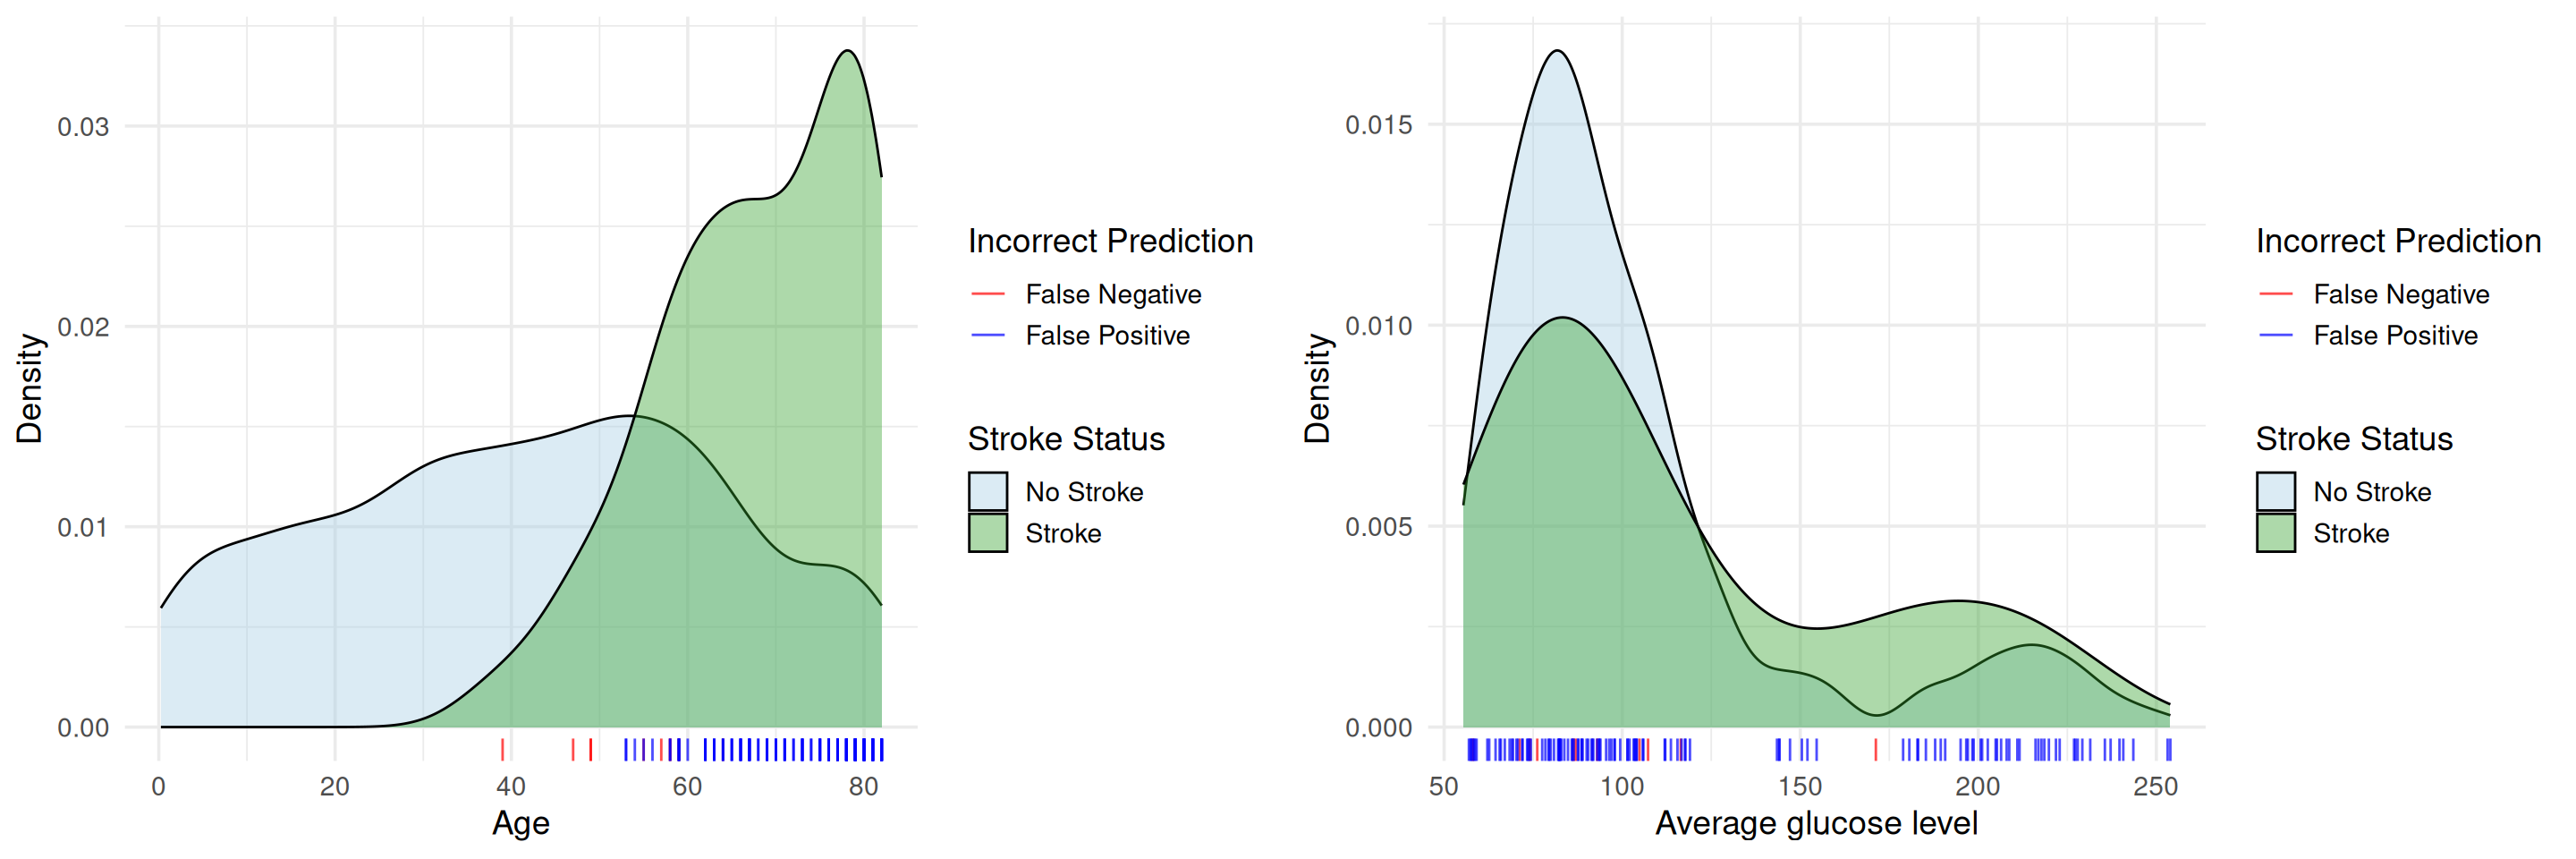 Density
0.03
0.02
0.01
0.00
0 20 40 60 80
Age
Incorrect Prediction
False Negative
False Positive
Stroke Status
No Stroke
Stroke
Density
0.015
0.010
0.005
0.000
50 100 150 200 250
Average glucose level
Incorrect Prediction
False Negative
False Positive
Stroke Status
No Stroke
Stroke